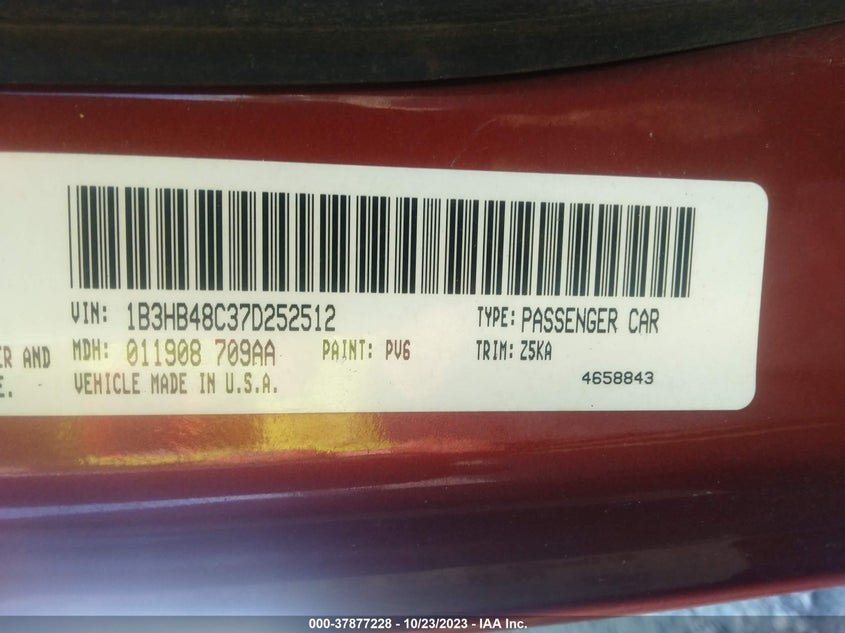 VIN: 1B3HB48C37D252512 TYPE: PASSENGER CAR
ER AND MDH: 011908 709AA PAINT: PV6 TRIM: Z5KA
E. VEHICLE MADE IN U.S.A. 4658843
000-37877228 - 10/23/2023 - IAA Inc.